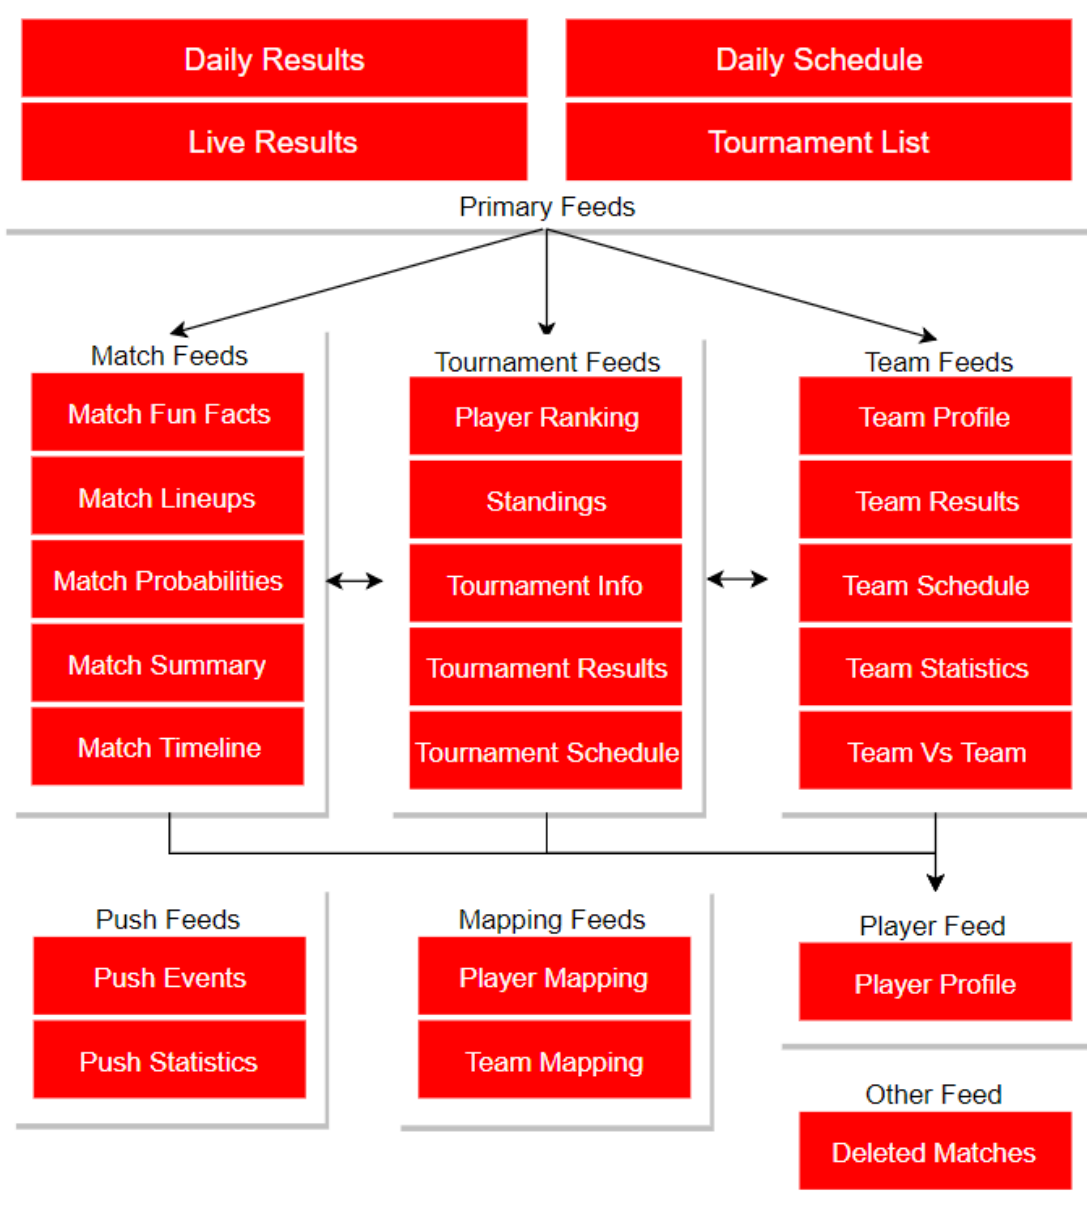 Daily Results
Daily Schedule
Live Results
Tournament List
Primary Feeds
Match Feeds
Match Fun Facts
Match Lineups
Match Probabilities
Match Summary
Match Timeline
Tournament Feeds
Player Ranking
Standings
Tournament Info
Tournament Results
Tournament Schedule
Team Feeds
Team Profile
Team Results
Team Schedule
Team Statistics
Team Vs Team
Push Feeds
Push Events
Push Statistics
Mapping Feeds
Player Mapping
Team Mapping
Player Feed
Player Profile
Other Feed
Deleted Matches